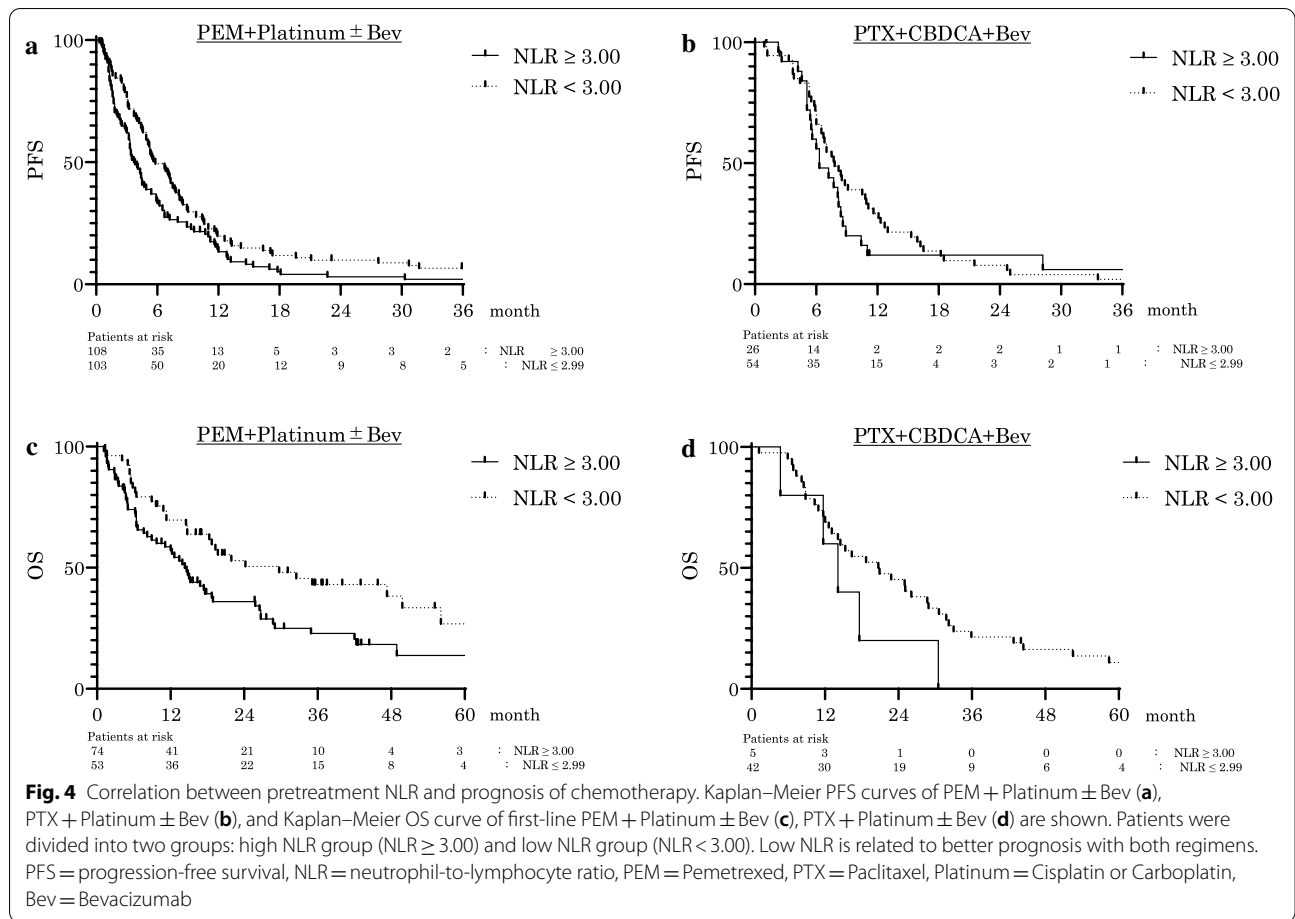 a
PEM+Platinum ± Bev
NLR ≥ 3.00
NLR < 3.00
PFS
100
50
0
0 6 12 18 24 30 36 month
Patients at risk
108 35 13 5 3 3 2 : NLR ≥ 3.00
103 50 20 12 9 8 5 : NLR ≤ 2.99
b
PTX+CBDCA+Bev
NLR ≥ 3.00
NLR < 3.00
PFS
100
50
0
0 6 12 18 24 30 36 month
Patients at risk
26 14 2 2 2 1 1 : NLR ≥ 3.00
54 35 15 4 3 2 1 : NLR ≤ 2.99
c
PEM+Platinum ± Bev
NLR ≥ 3.00
NLR < 3.00
OS
100
50
0
0 12 24 36 48 60 month
Patients at risk
74 41 21 10 4 3 : NLR ≥ 3.00
53 36 22 15 8 4 : NLR ≤ 2.99
d
PTX+CBDCA+Bev
NLR ≥ 3.00
NLR < 3.00
OS
100
50
0
0 12 24 36 48 60 month
Patients at risk
5 3 1 0 0 0 : NLR ≥ 3.00
42 30 19 9 6 4 : NLR ≤ 2.99
Fig. 4 Correlation between pretreatment NLR and prognosis of chemotherapy. Kaplan–Meier PFS curves of PEM + Platinum ± Bev (a),
PTX + Platinum ± Bev (b), and Kaplan–Meier OS curve of first-line PEM + Platinum ± Bev (c), PTX + Platinum ± Bev (d) are shown. Patients were
divided into two groups: high NLR group (NLR ≥ 3.00) and low NLR group (NLR < 3.00). Low NLR is related to better prognosis with both regimens.
PFS = progression-free survival, NLR = neutrophil-to-lymphocyte ratio, PEM = Pemetrexed, PTX = Paclitaxel, Platinum = Cisplatin or Carboplatin,
Bev = Bevacizumab